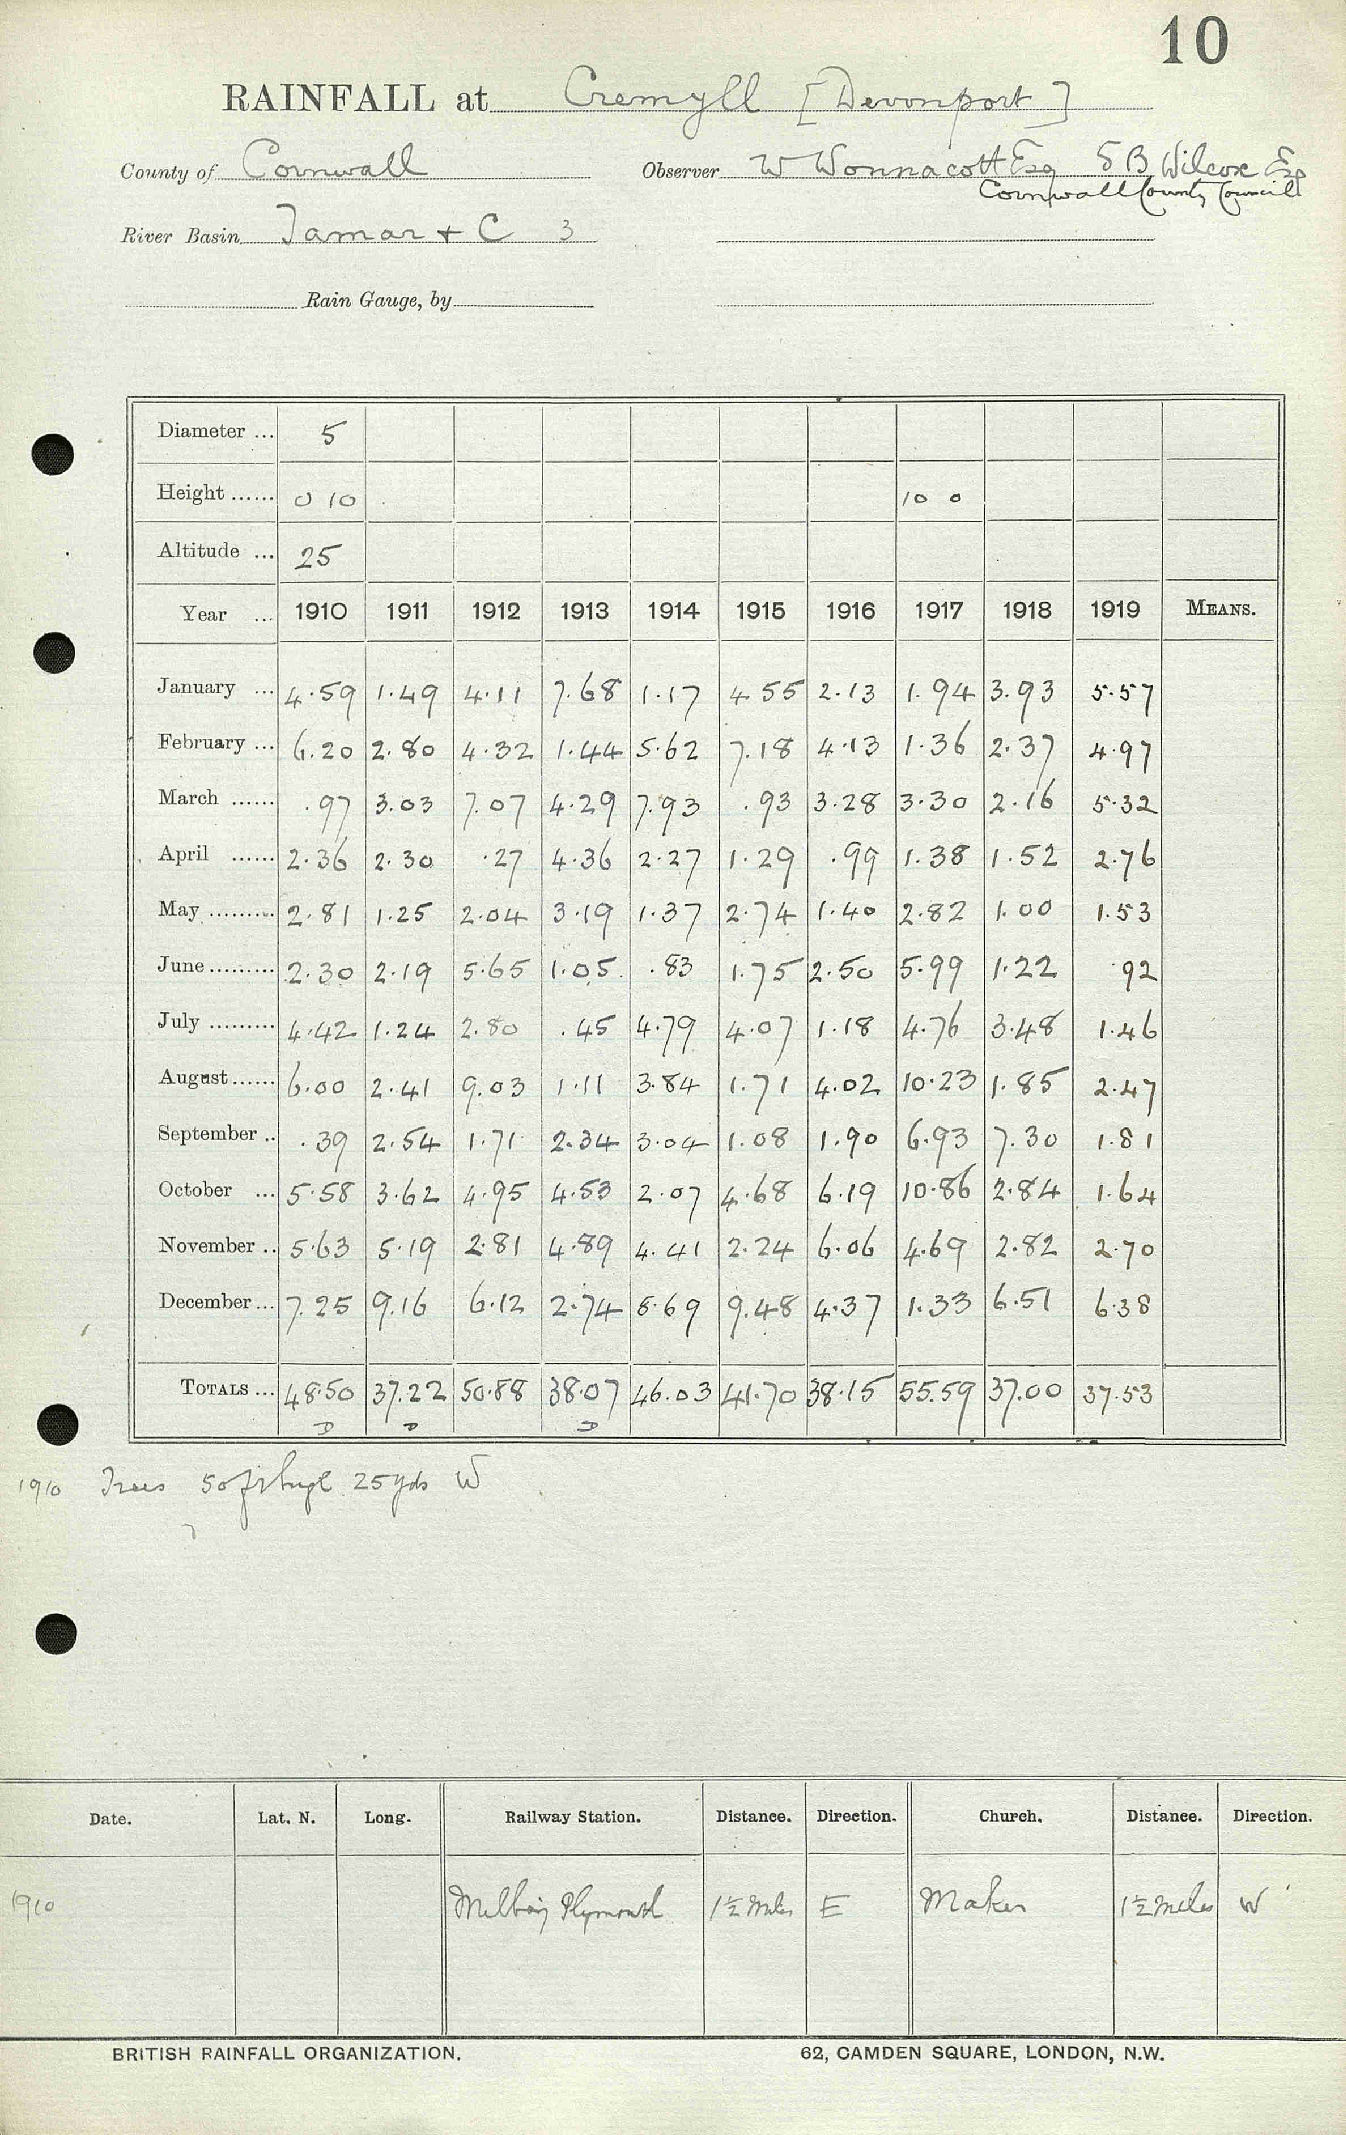 10
RAINFALL at Cremyll [Devonport]
County of Cornwall Observer W Wonnacott Esq S B Wilcox Esq
Cornwall County Council
River Basin Tamar + C 3
Rain Gauge, by
Diameter ... 5
Height ...... 0 10 10 0
Altitude ... 25
Year ... 1910 1911 1912 1913 1914 1915 1916 1917 1918 1919 MEANS.
January ... 4.59 1.49 4.11 7.68 1.17 4 55 2.13 1.94 3.93 5.57
February ... 6.20 2.80 4.32 1.44 5.62 7.18 4.13 1.36 2.37 4.97
March ...... .97 3.03 7.07 4.29 7.93 .93 3.28 3.30 2.16 5.32
April ...... 2.36 2.30 .27 4.36 2.27 1.29 .99 1.38 1.52 2.76
May ......... 2.81 1.25 2.04 3.19 1.37 2.74 1.40 2.82 1.00 1.53
June ......... 2.30 2.19 5.65 1.05 .83 1.75 2.50 5.99 1.22 .92
July ......... 4.42 1.24 2.80 .45 4.79 4.07 1.18 4.76 3.48 1.46
August ...... 6.00 2.41 9.03 1.11 3.84 1.71 4.02 10.23 1.85 2.47
September .. .39 2.54 1.71 2.34 3.04 1.08 1.90 6.93 7.30 1.81
October ... 5.58 3.62 4.95 4.53 2.07 4.68 6.19 10.86 2.84 1.64
November .. 5.63 5.19 2.81 4.89 4.41 2.24 6.06 4.69 2.82 2.70
December ... 7.25 9.16 6.12 2.74 8.69 9.48 4.37 1.33 6.51 6.38
TOTALS ... 48.50 37.22 50.88 38.07 46.03 41.70 38.15 55.59 37.00 37.53
D D D
1910 Trees 50 ft high 25 yds W
Date. Lat. N. Long. Railway Station. Distance. Direction. Church. Distance. Direction.
1910 Millbay Plymouth 1½ miles E Maker 1½ miles W
BRITISH RAINFALL ORGANIZATION. 62, CAMDEN SQUARE, LONDON, N.W.